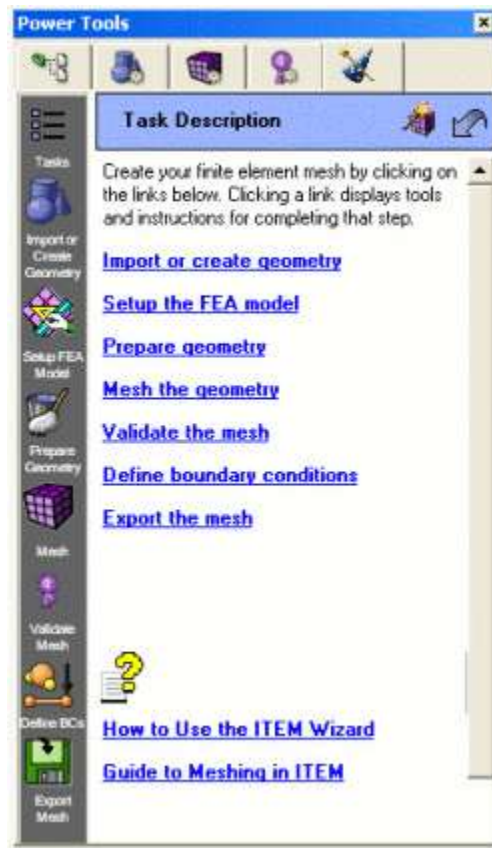 Power Tools
Task Description
Create your finite element mesh by clicking on
the links below. Clicking a link displays tools
and instructions for completing that step.
Import or create geometry
Setup the FEA model
Prepare geometry
Mesh the geometry
Validate the mesh
Define boundary conditions
Export the mesh
How to Use the ITEM Wizard
Guide to Meshing in ITEM
Tasks
Import or
Create
Geometry
Setup FEA
Model
Prepare
Geometry
Mesh
Validate
Mesh
Define BCs
Export
Mesh